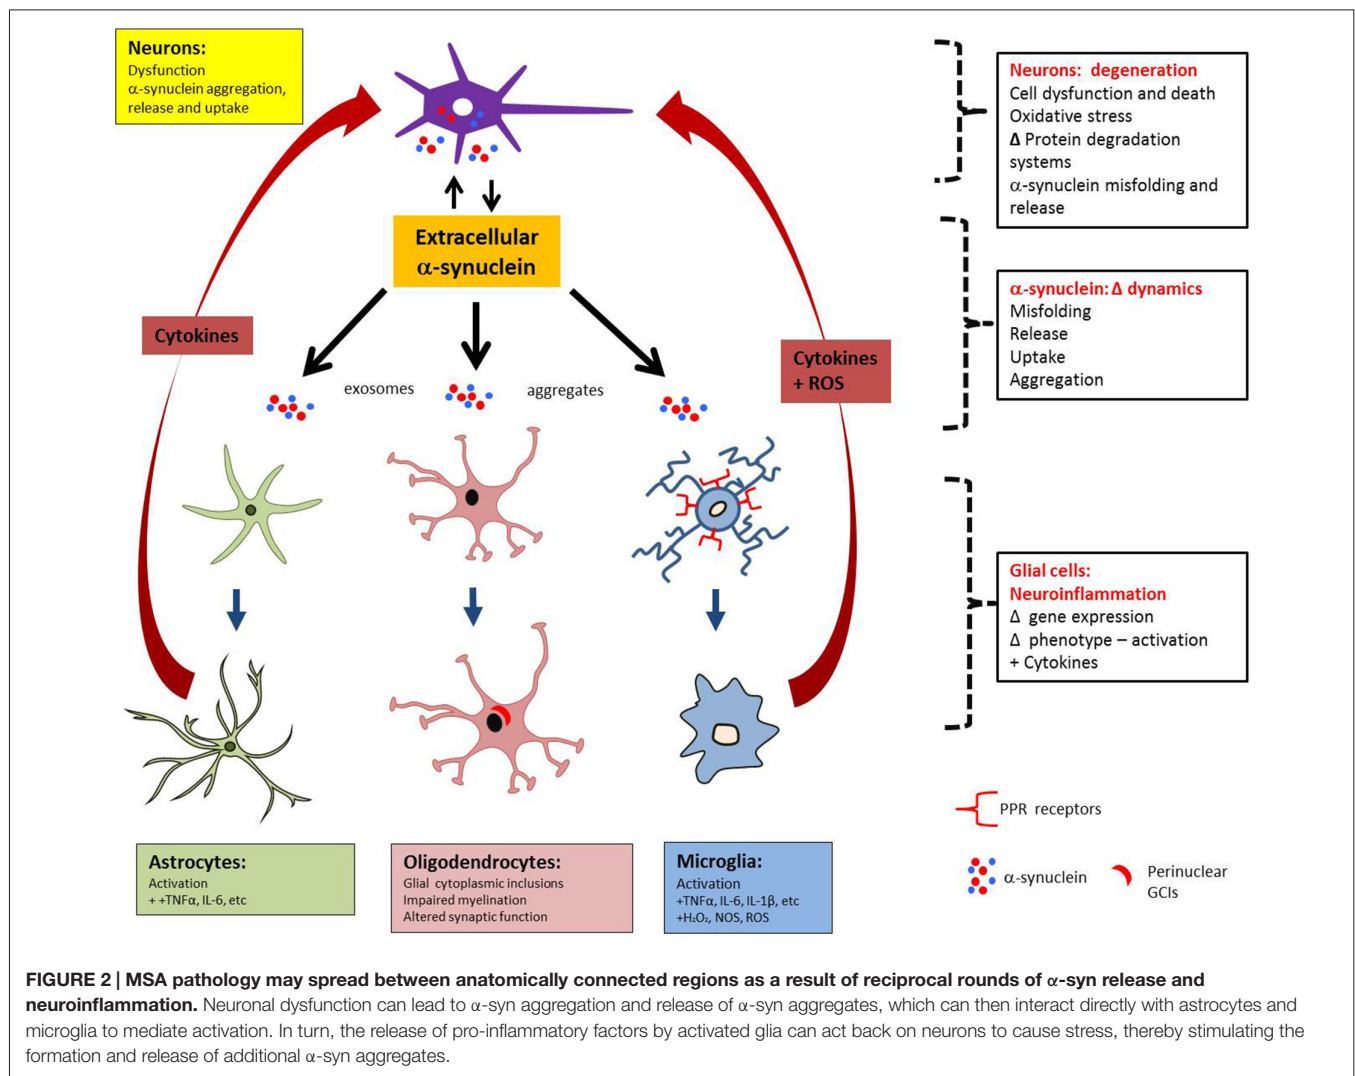 Neurons:
Dysfunction
α-synuclein aggregation,
release and uptake
Neurons: degeneration
Cell dysfunction and death
Oxidative stress
Δ Protein degradation
systems
α-synuclein misfolding and
release
Extracellular
α-synuclein
α-synuclein: Δ dynamics
Misfolding
Release
Uptake
Aggregation
Cytokines
Cytokines
+ ROS
exosomes
aggregates
Glial cells:
Neuroinflammation
Δ gene expression
Δ phenotype – activation
+ Cytokines
PPR receptors
α-synuclein
Perinuclear
GCIs
Astrocytes:
Activation
+ +TNFα, IL-6, etc
Oligodendrocytes:
Glial cytoplasmic inclusions
Impaired myelination
Altered synaptic function
Microglia:
Activation
+TNFα, IL-6, IL-1β, etc
+H₂O₂, NOS, ROS
FIGURE 2 | MSA pathology may spread between anatomically connected regions as a result of reciprocal rounds of α-syn release and
neuroinflammation. Neuronal dysfunction can lead to α-syn aggregation and release of α-syn aggregates, which can then interact directly with astrocytes and
microglia to mediate activation. In turn, the release of pro-inflammatory factors by activated glia can act back on neurons to cause stress, thereby stimulating the
formation and release of additional α-syn aggregates.